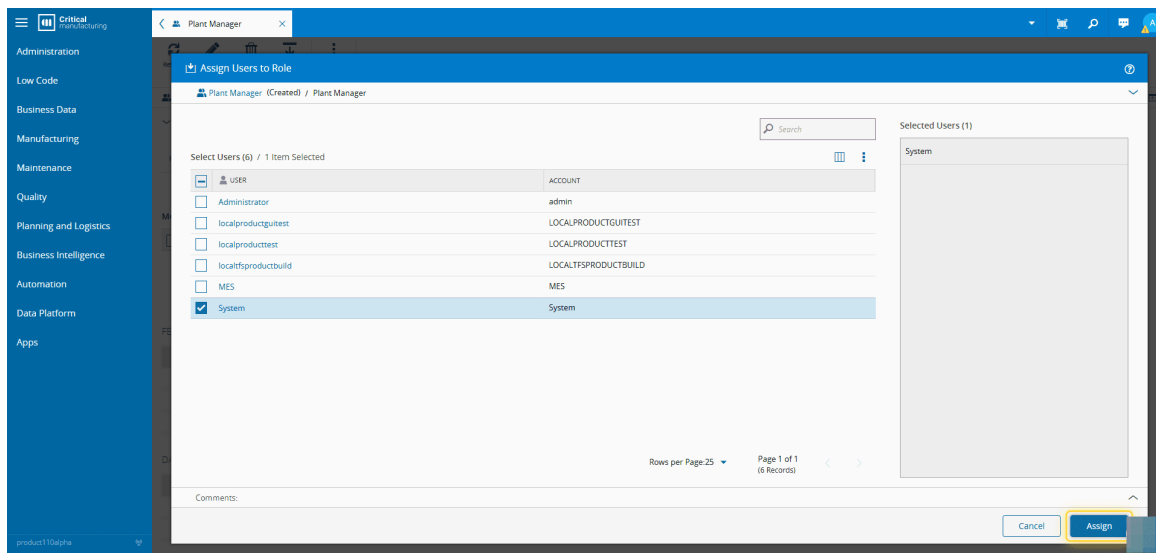 Critical
manufacturing
Plant Manager
A
Administration
Low Code
Business Data
Manufacturing
Maintenance
Quality
Planning and Logistics
Business Intelligence
Automation
Data Platform
Apps
product110alpha
Assign Users to Role
Plant Manager (Created) / Plant Manager
Search
Select Users (6) / 1 Item Selected
USER ACCOUNT
Administrator admin
localproductguitest LOCALPRODUCTGUITEST
localproducttest LOCALPRODUCTTEST
localtfsproductbuild LOCALTFSPRODUCTBUILD
MES MES
System System
Rows per Page:25 Page 1 of 1
(6 Records)
Selected Users (1)
System
Comments:
Cancel Assign